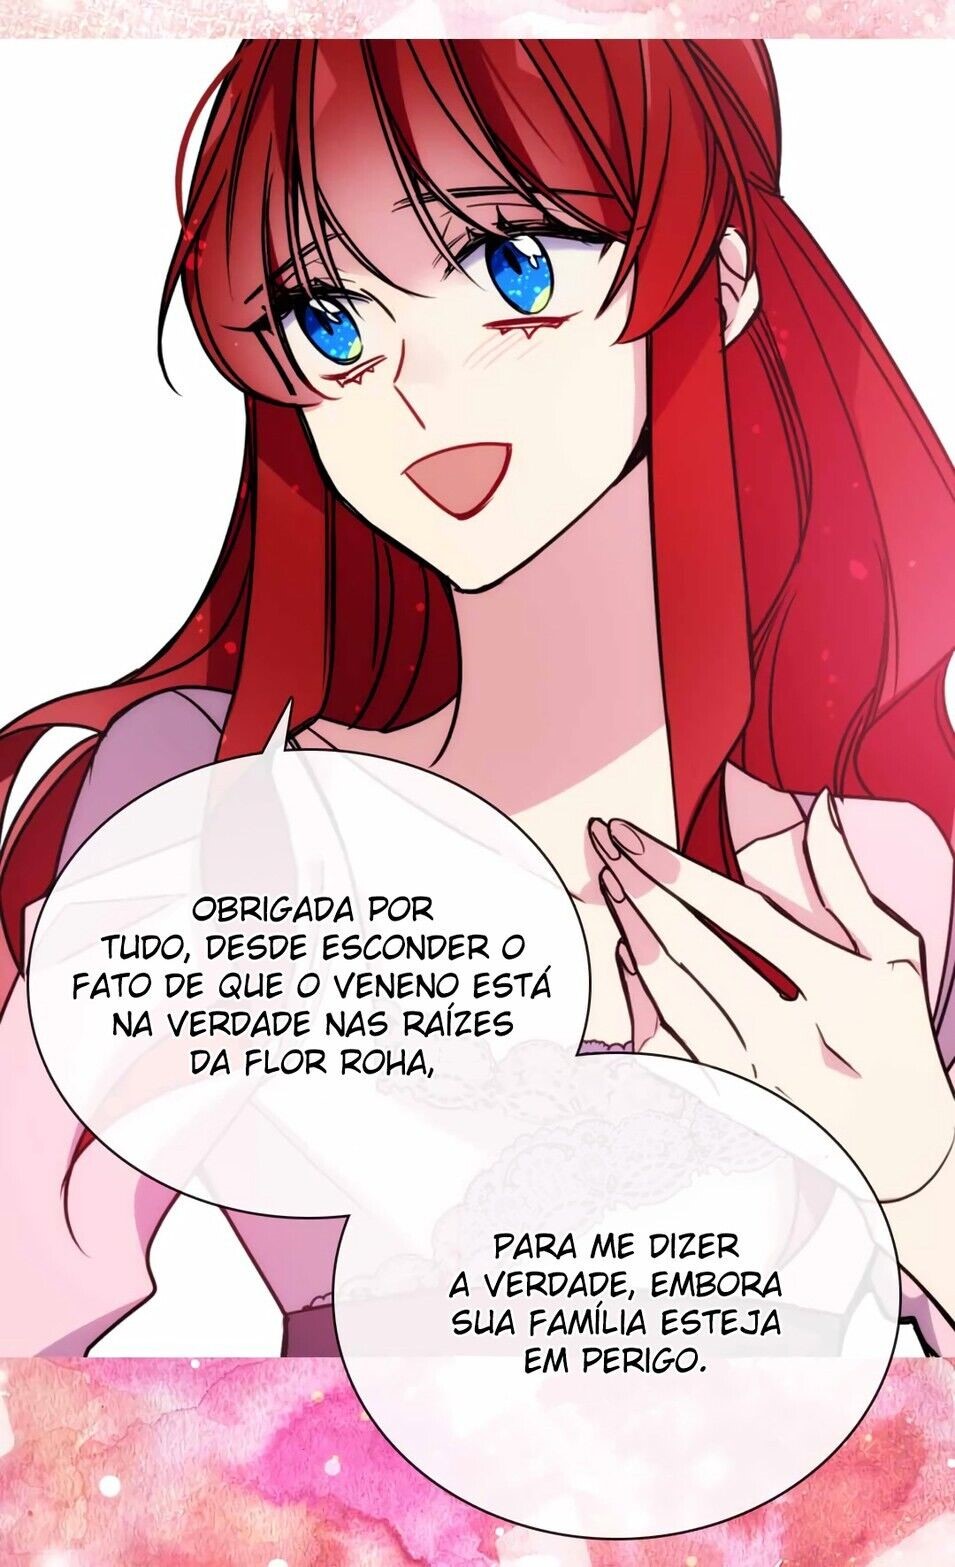 OBRIGADA POR
TUDO, DESDE ESCONDER O
FATO DE QUE O VENENO ESTÁ
NA VERDADE NAS RAÍZES
DA FLOR ROHA,
PARA ME DIZER
A VERDADE, EMBORA
SUA FAMÍLIA ESTEJA
EM PERIGO.